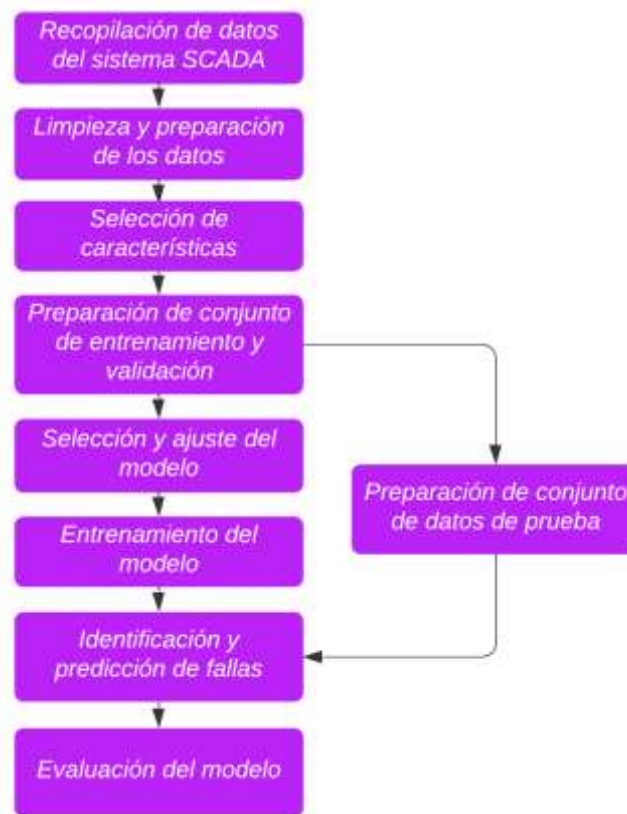 Recopilación de datos
del sistema SCADA
Limpieza y preparación
de los datos
Selección de
características
Preparación de conjunto
de entrenamiento y
validación
Selección y ajuste del
modelo
Preparación de conjunto
de datos de prueba
Entrenamiento del
modelo
Identificación y
predicción de fallas
Evaluación del modelo